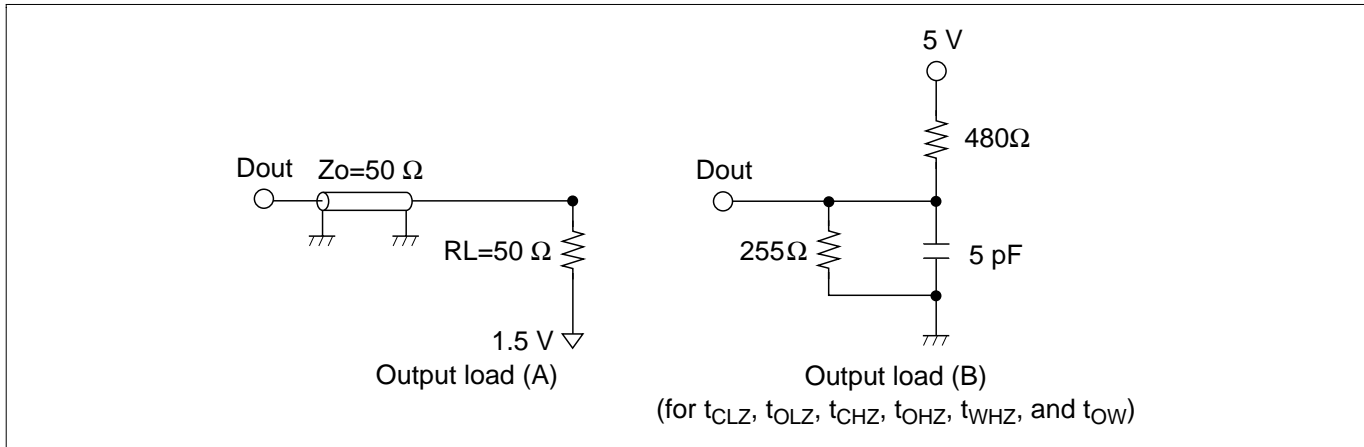 Dout
Zo=50 Ω
RL=50 Ω
1.5 V
Output load (A)
5 V
480Ω
Dout
255Ω
5 pF
Output load (B)
(for tCLZ, tOLZ, tCHZ, tOHZ, tWHZ, and tOW)